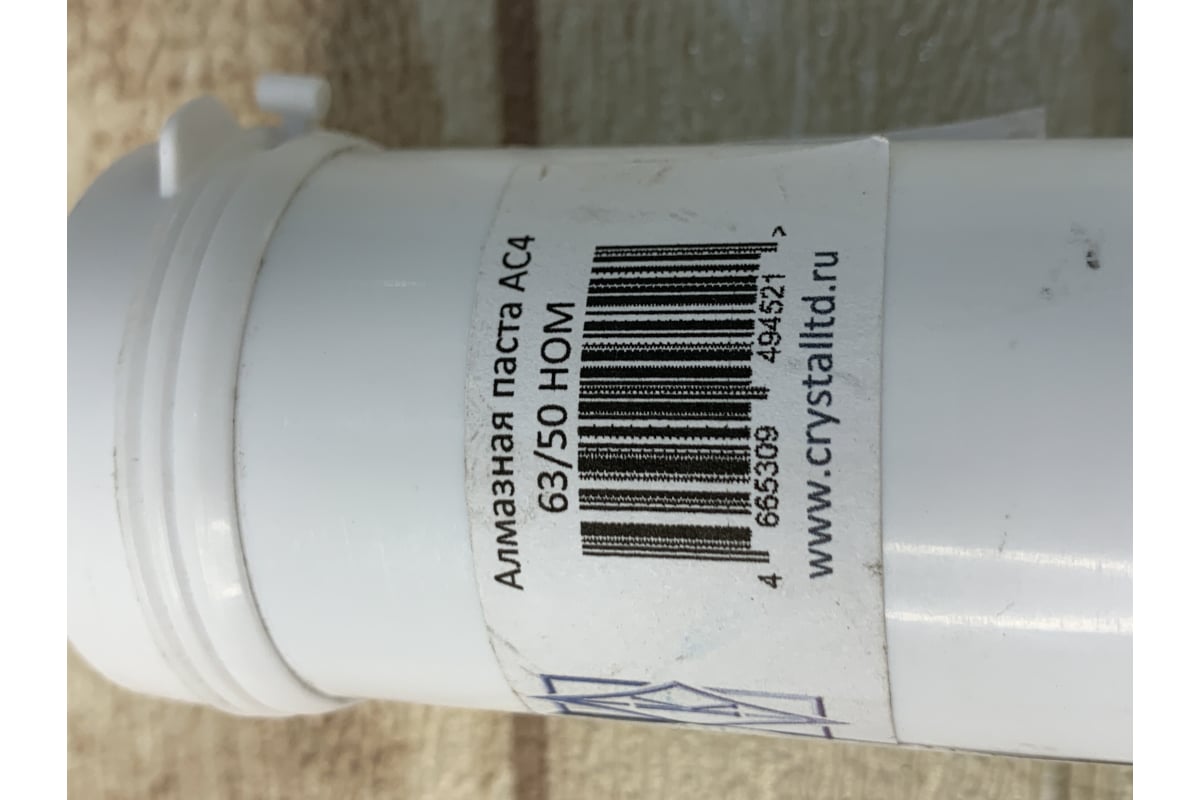 Алмазная паста АС4
63/50 НОМ
4 665309 494521 >
www.crystalltd.ru